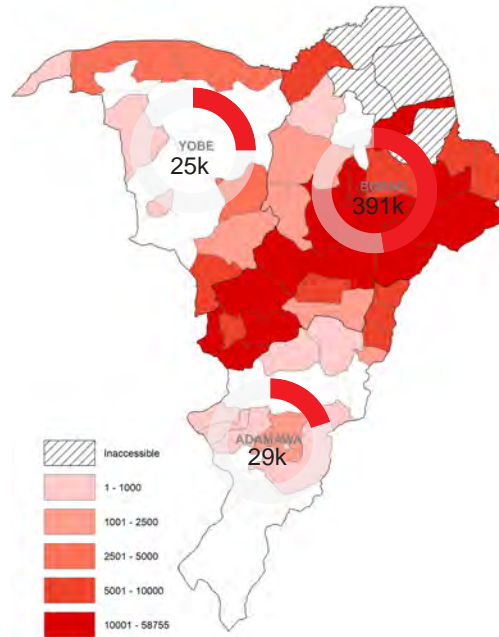 YOBE
25k
BORNO
391k
ADAMAWA
29k
Inaccessible
1 - 1000
1001 - 2500
2501 - 5000
5001 - 10000
10001 - 58755